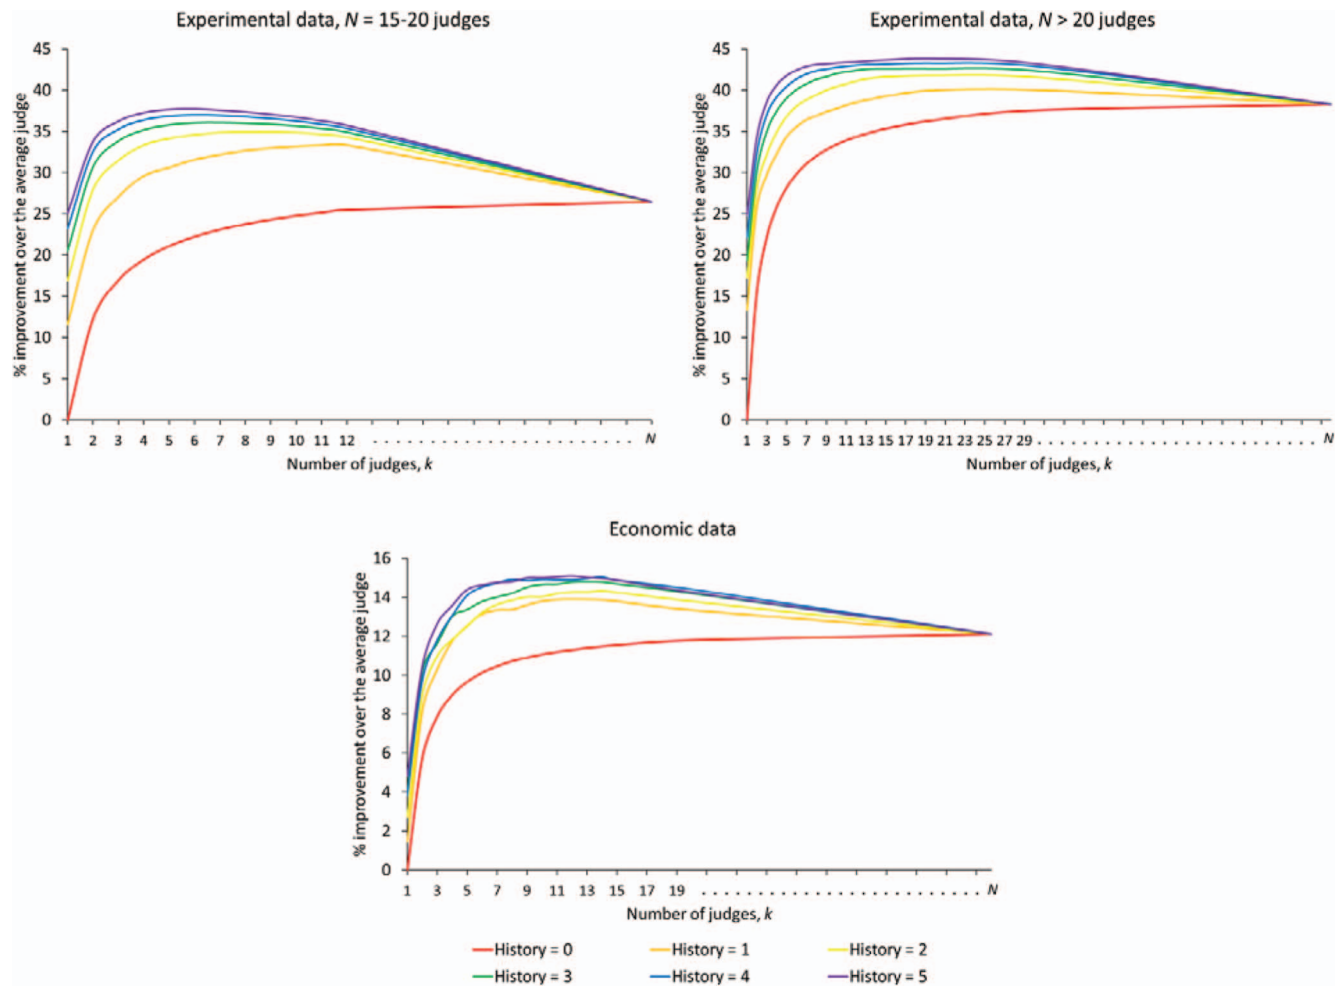 Experimental data, N = 15-20 judges
% improvement over the average judge
45
40
35
30
25
20
15
10
5
0
1 2 3 4 5 6 7 8 9 10 11 12 . . . . . . . . . . . . . . . . . . . . . . . . . . . . . . N
Number of judges, k
Experimental data, N > 20 judges
% improvement over the average judge
45
40
35
30
25
20
15
10
5
0
1 3 5 7 9 11 13 15 17 19 21 23 25 27 29 . . . . . . . . . . . . . . . . . . . . . . . . . . . . . . N
Number of judges, k
Economic data
% improvement over the average judge
16
14
12
10
8
6
4
2
0
1 3 5 7 9 11 13 15 17 19 . . . . . . . . . . . . . . . . . . . . . . . . . . . . . . N
Number of judges, k
History = 0 History = 1 History = 2
History = 3 History = 4 History = 5